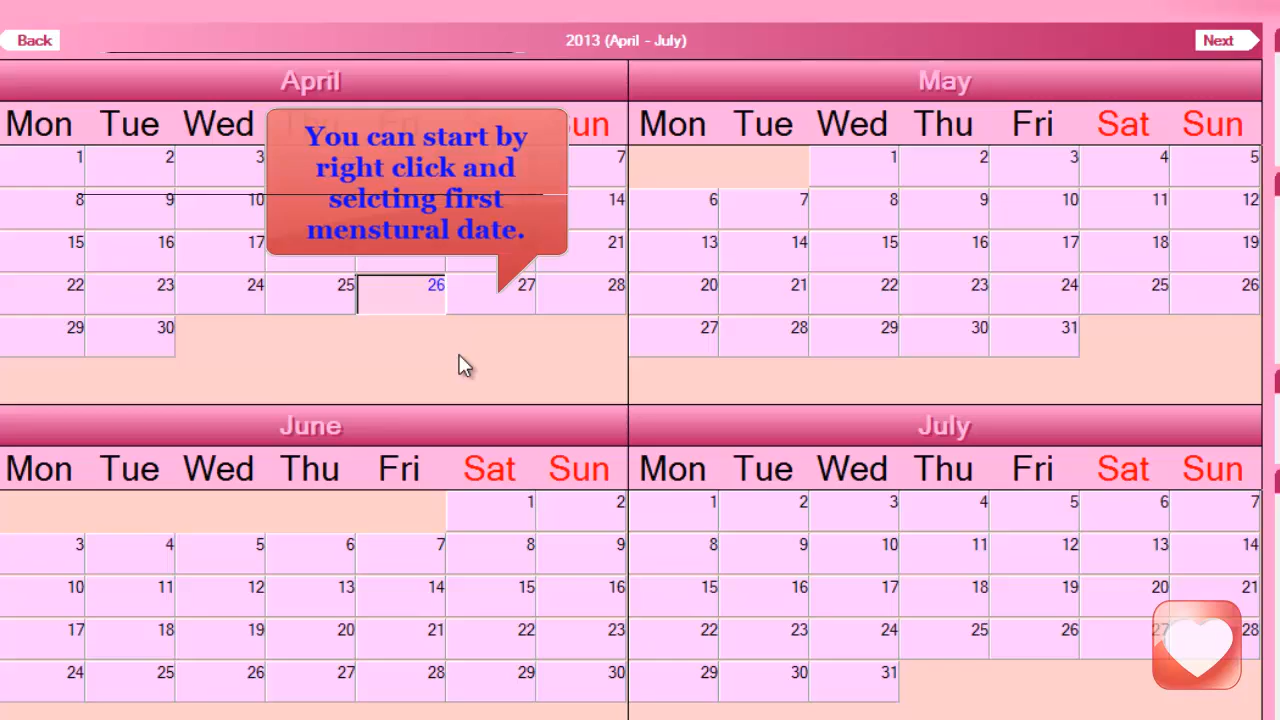 Back 2013 (April - July) Next
April May
Mon Tue Wed Sun Mon Tue Wed Thu Fri Sat Sun
You can start by
right click and
selcting first
menstural date.
1 2 3 7 1 2 3 4 5
8 9 10 14 6 7 8 9 10 11 12
15 16 17 21 13 14 15 16 17 18 19
22 23 24 25 26 27 28 20 21 22 23 24 25 26
29 30 27 28 29 30 31
June July
Mon Tue Wed Thu Fri Sat Sun Mon Tue Wed Thu Fri Sat Sun
1 2 1 2 3 4 5 6 7
3 4 5 6 7 8 9 8 9 10 11 12 13 14
10 11 12 13 14 15 16 15 16 17 18 19 20 21
17 18 19 20 21 22 23 22 23 24 25 26 27 28
24 25 26 27 28 29 30 29 30 31